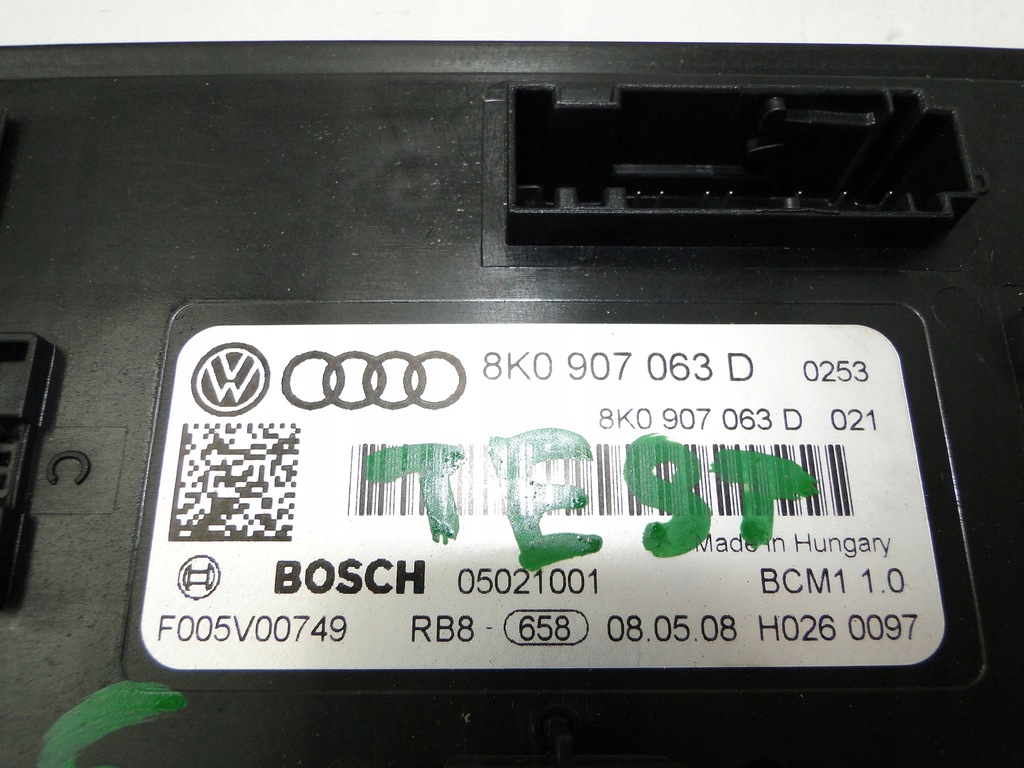 8K0 907 063 D 0253
8K0 907 063 D 021
TEST
Made in Hungary
BOSCH 05021001 BCM1 1.0
F005V00749 RB8 - 658 08.05.08 H026 0097
C